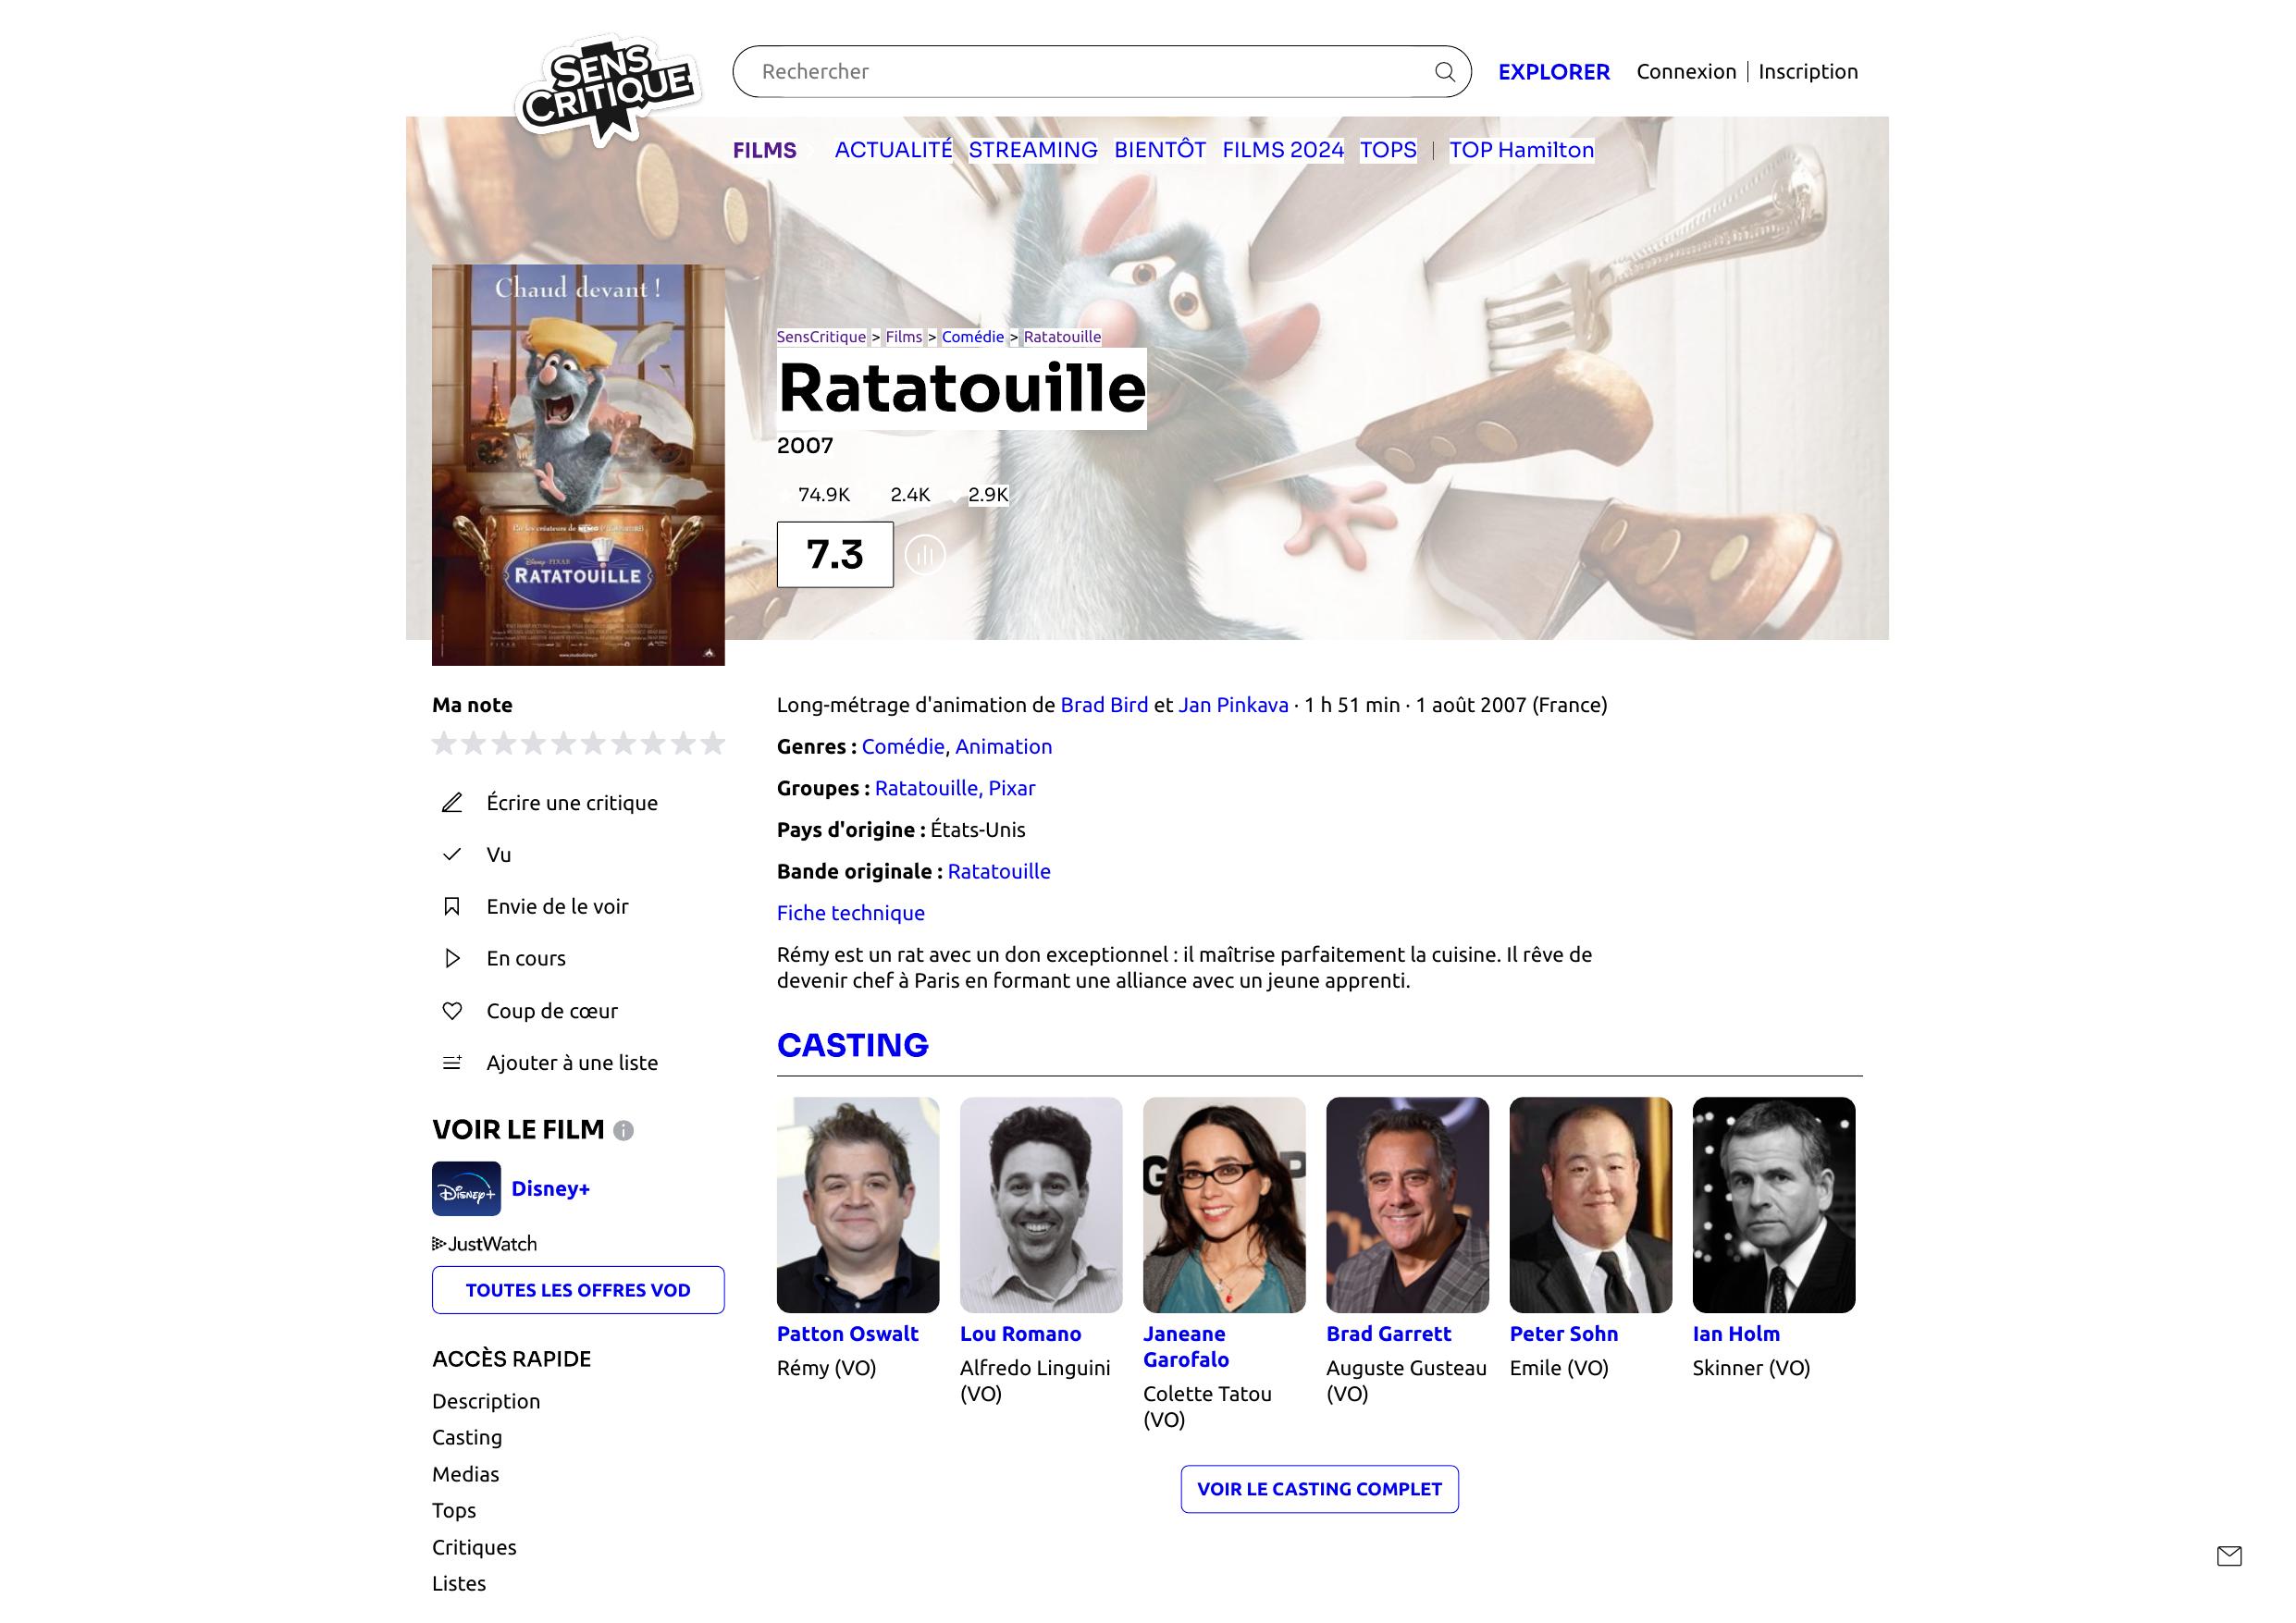 SENS
CRITIQUE
Rechercher
EXPLORER
Connexion | Inscription
FILMS ACTUALITÉ STREAMING BIENTÔT FILMS 2024 TOPS | TOP Hamilton
Chaud devant !
Par les créateurs de NEMO
Disney PIXAR
RATATOUILLE
SensCritique > Films > Comédie > Ratatouille
Ratatouille
2007
74.9K 2.4K 2.9K
7.3
Ma note
Écrire une critique
Vu
Envie de le voir
En cours
Coup de cœur
Ajouter à une liste
VOIR LE FILM
Disney+
Disney+
JustWatch
TOUTES LES OFFRES VOD
ACCÈS RAPIDE
Description
Casting
Medias
Tops
Critiques
Listes
Long-métrage d'animation de Brad Bird et Jan Pinkava · 1 h 51 min · 1 août 2007 (France)
Genres : Comédie, Animation
Groupes : Ratatouille, Pixar
Pays d'origine : États-Unis
Bande originale : Ratatouille
Fiche technique
Rémy est un rat avec un don exceptionnel : il maîtrise parfaitement la cuisine. Il rêve de
devenir chef à Paris en formant une alliance avec un jeune apprenti.
CASTING
Patton Oswalt
Rémy (VO)
Lou Romano
Alfredo Linguini
(VO)
Janeane
Garofalo
Colette Tatou
(VO)
Brad Garrett
Auguste Gusteau
(VO)
Peter Sohn
Emile (VO)
Ian Holm
Skinner (VO)
VOIR LE CASTING COMPLET